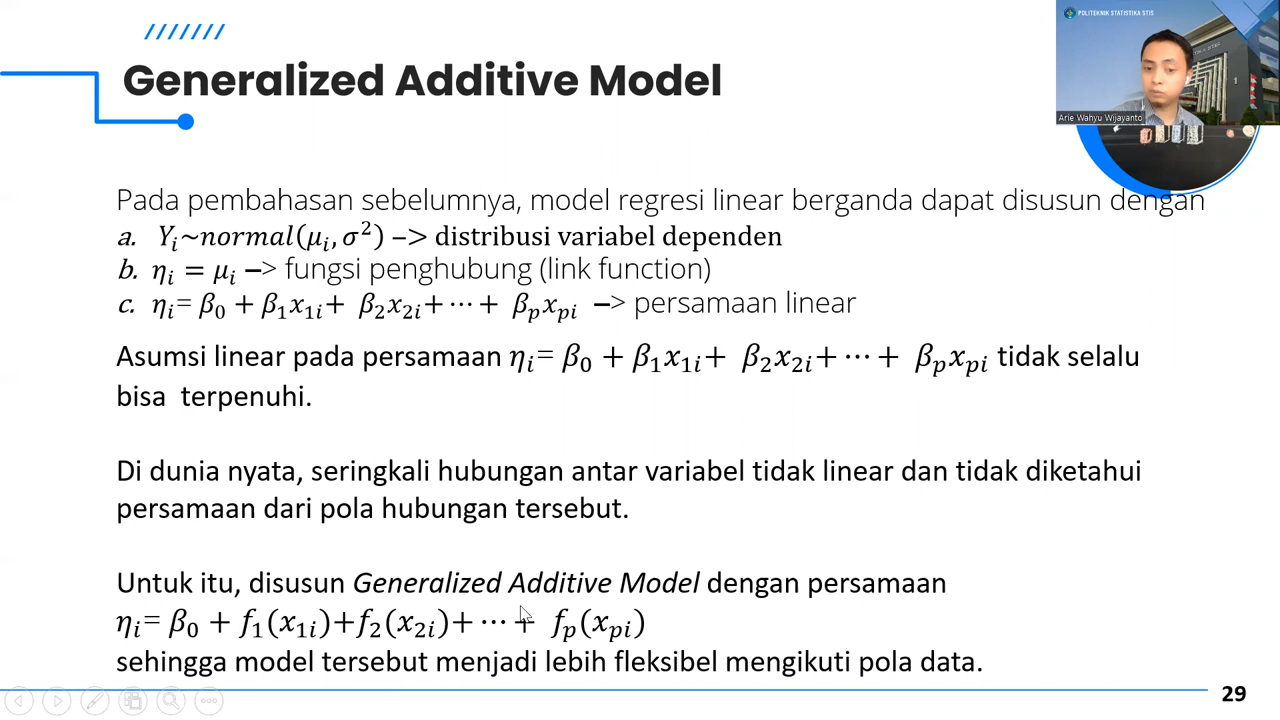 POLITEKNIK STATISTIKA STIS
Arie Wahyu Wijayanto
Generalized Additive Model
Pada pembahasan sebelumnya, model regresi linear berganda dapat disusun dengan
a. Yᵢ~normal(μᵢ, σ²) –> distribusi variabel dependen
b. ηᵢ = μᵢ –> fungsi penghubung (link function)
c. ηᵢ= β₀ + β₁x₁ᵢ+ β₂x₂ᵢ+ ⋯ + βₚxₚᵢ –> persamaan linear
Asumsi linear pada persamaan ηᵢ= β₀ + β₁x₁ᵢ+ β₂x₂ᵢ+ ⋯ + βₚxₚᵢ tidak selalu
bisa terpenuhi.
Di dunia nyata, seringkali hubungan antar variabel tidak linear dan tidak diketahui
persamaan dari pola hubungan tersebut.
Untuk itu, disusun Generalized Additive Model dengan persamaan
ηᵢ= β₀ + f₁(x₁ᵢ)+f₂(x₂ᵢ)+ ⋯ + fₚ(xₚᵢ)
sehingga model tersebut menjadi lebih fleksibel mengikuti pola data.
29